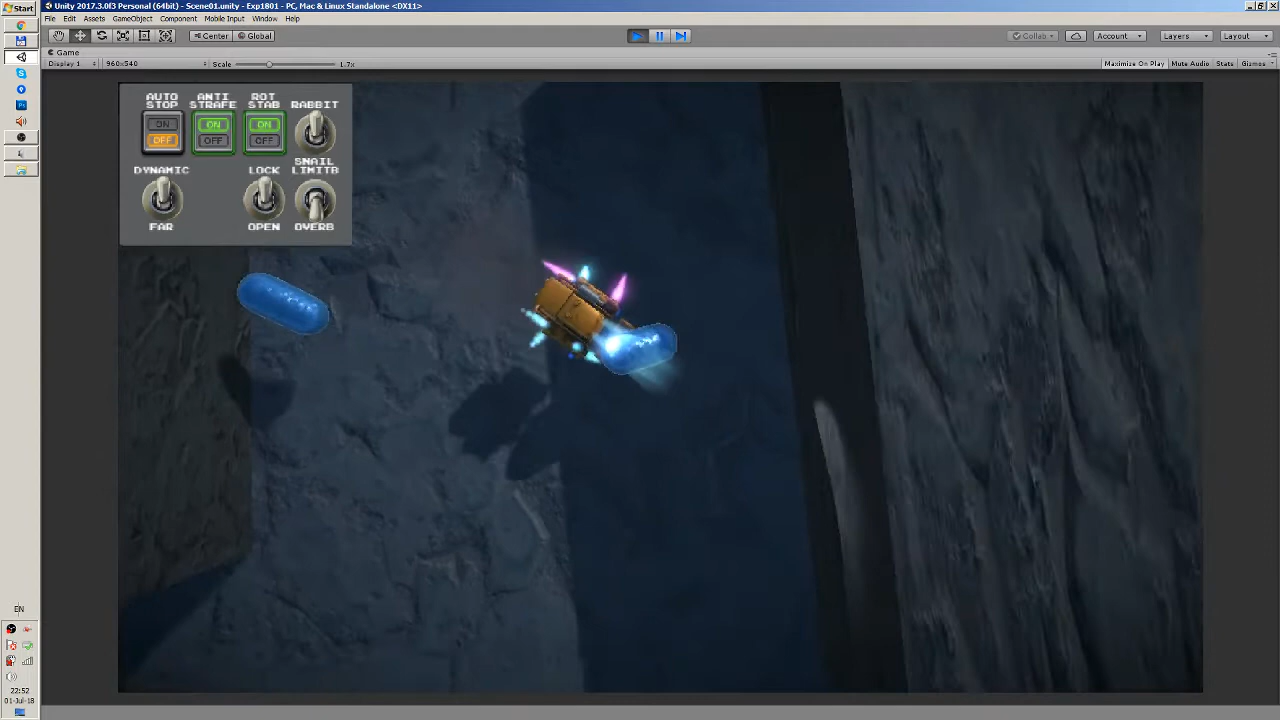 Start
Unity 2017.3.0f3 Personal (64bit) - Scene01.unity - Exp1801 - PC, Mac & Linux Standalone <DX11>
File Edit Assets GameObject Component Mobile Input Window Help
Center Global Collab Account Layers Layout
Game
Display 1 960x540 Scale 1.7x Maximize On Play Mute Audio Stats Gizmos
AUTO STOP
ANTI STRAFE
ROT STAB
RABBIT
ON ON ON
OFF OFF OFF
SNAIL
DYNAMIC LOCK LIMITB
FAR OPEN OVERB
EN
22:52
01-Jul-18